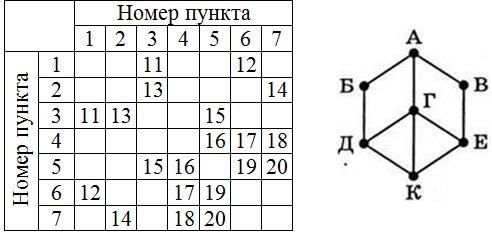 Номер пункта
1 2 3 4 5 6 7
Номер пункта
1 11 12
2 13 14
3 11 13 15
4 16 17 18
5 15 16 19 20
6 12 17 19
7 14 18 20
А
Б В
Г
Д Е
К